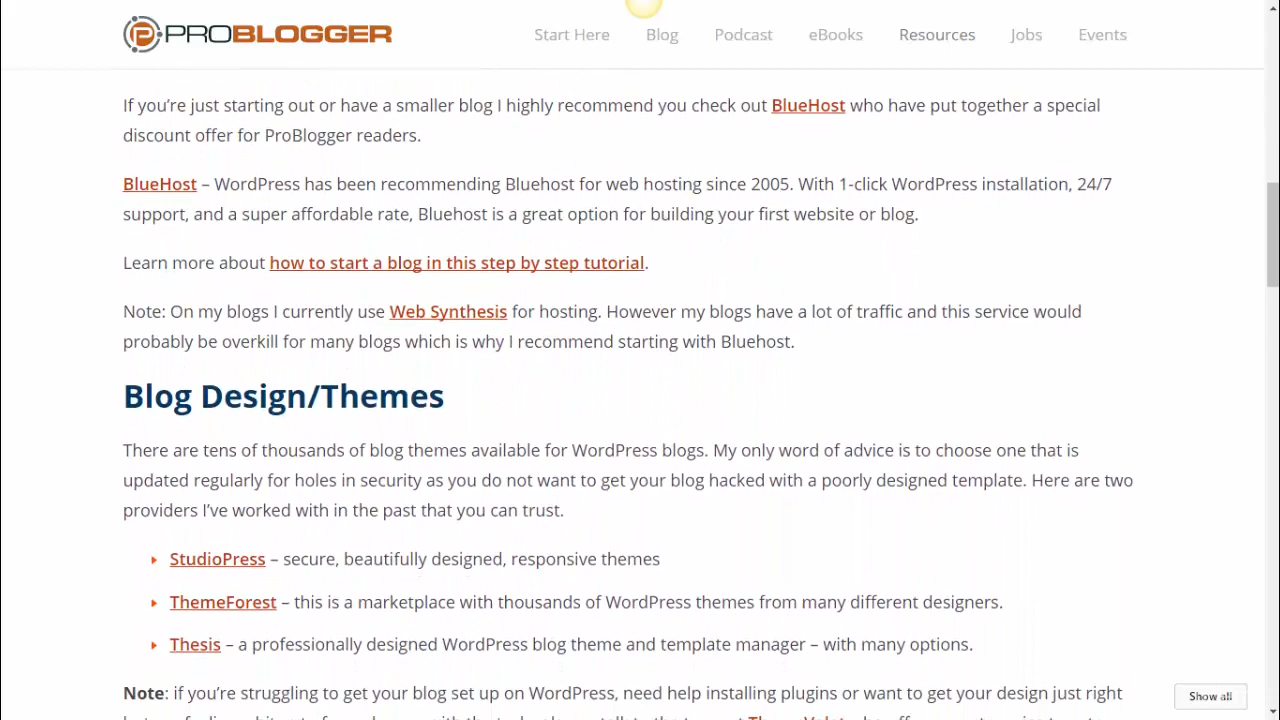 PROBLOGGER
Start Here Blog Podcast eBooks Resources Jobs Events
If you’re just starting out or have a smaller blog I highly recommend you check out BlueHost who have put together a special
discount offer for ProBlogger readers.
BlueHost – WordPress has been recommending Bluehost for web hosting since 2005. With 1-click WordPress installation, 24/7
support, and a super affordable rate, Bluehost is a great option for building your first website or blog.
Learn more about how to start a blog in this step by step tutorial.
Note: On my blogs I currently use Web Synthesis for hosting. However my blogs have a lot of traffic and this service would
probably be overkill for many blogs which is why I recommend starting with Bluehost.
Blog Design/Themes
There are tens of thousands of blog themes available for WordPress blogs. My only word of advice is to choose one that is
updated regularly for holes in security as you do not want to get your blog hacked with a poorly designed template. Here are two
providers I’ve worked with in the past that you can trust.
StudioPress – secure, beautifully designed, responsive themes
ThemeForest – this is a marketplace with thousands of WordPress themes from many different designers.
Thesis – a professionally designed WordPress blog theme and template manager – with many options.
Note: if you’re struggling to get your blog set up on WordPress, need help installing plugins or want to get your design just right
Show all